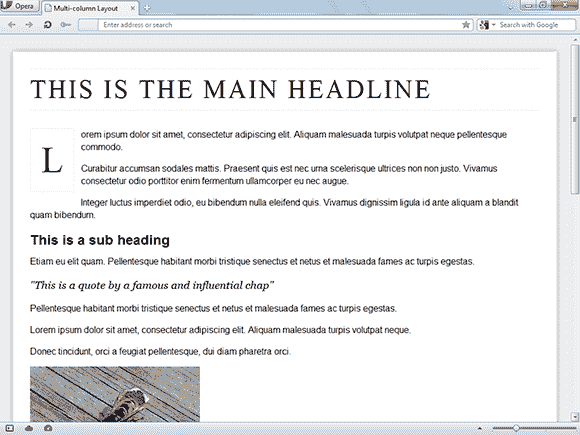 Opera
Multi-column Layout
Enter address or search
Search with Google
THIS IS THE MAIN HEADLINE
Lorem ipsum dolor sit amet, consectetur adipiscing elit. Aliquam malesuada turpis volutpat neque pellentesque
commodo.
Curabitur accumsan sodales mattis. Praesent quis est nec urna scelerisque ultrices non non justo. Vivamus
consectetur odio porttitor enim fermentum ullamcorper eu nec augue.
Integer luctus imperdiet odio, eu bibendum nulla eleifend quis. Vivamus dignissim ligula id ante aliquam a blandit
quam bibendum.
This is a sub heading
Etiam eu elit quam. Pellentesque habitant morbi tristique senectus et netus et malesuada fames ac turpis egestas.
"This is a quote by a famous and influential chap"
Pellentesque habitant morbi tristique senectus et netus et malesuada fames ac turpis egestas.
Lorem ipsum dolor sit amet, consectetur adipiscing elit. Aliquam malesuada turpis volutpat neque.
Donec tincidunt, orci a feugiat pellentesque, dui diam pharetra orci.